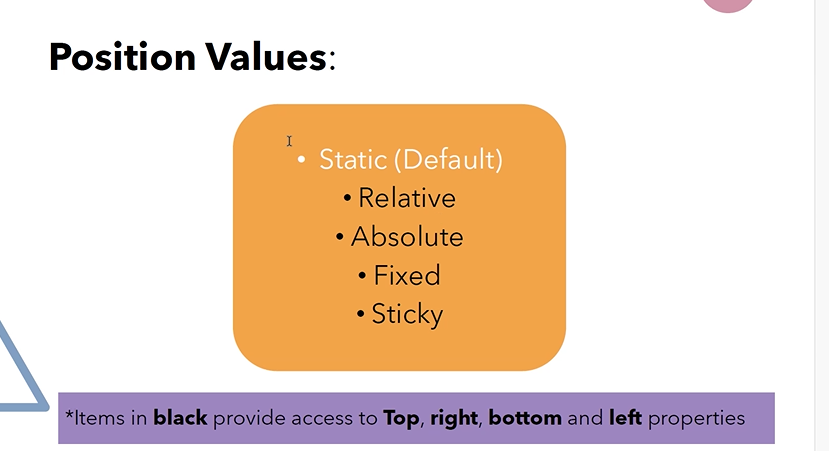 Position Values:
• Static (Default)
• Relative
• Absolute
• Fixed
• Sticky
*Items in black provide access to Top, right, bottom and left properties